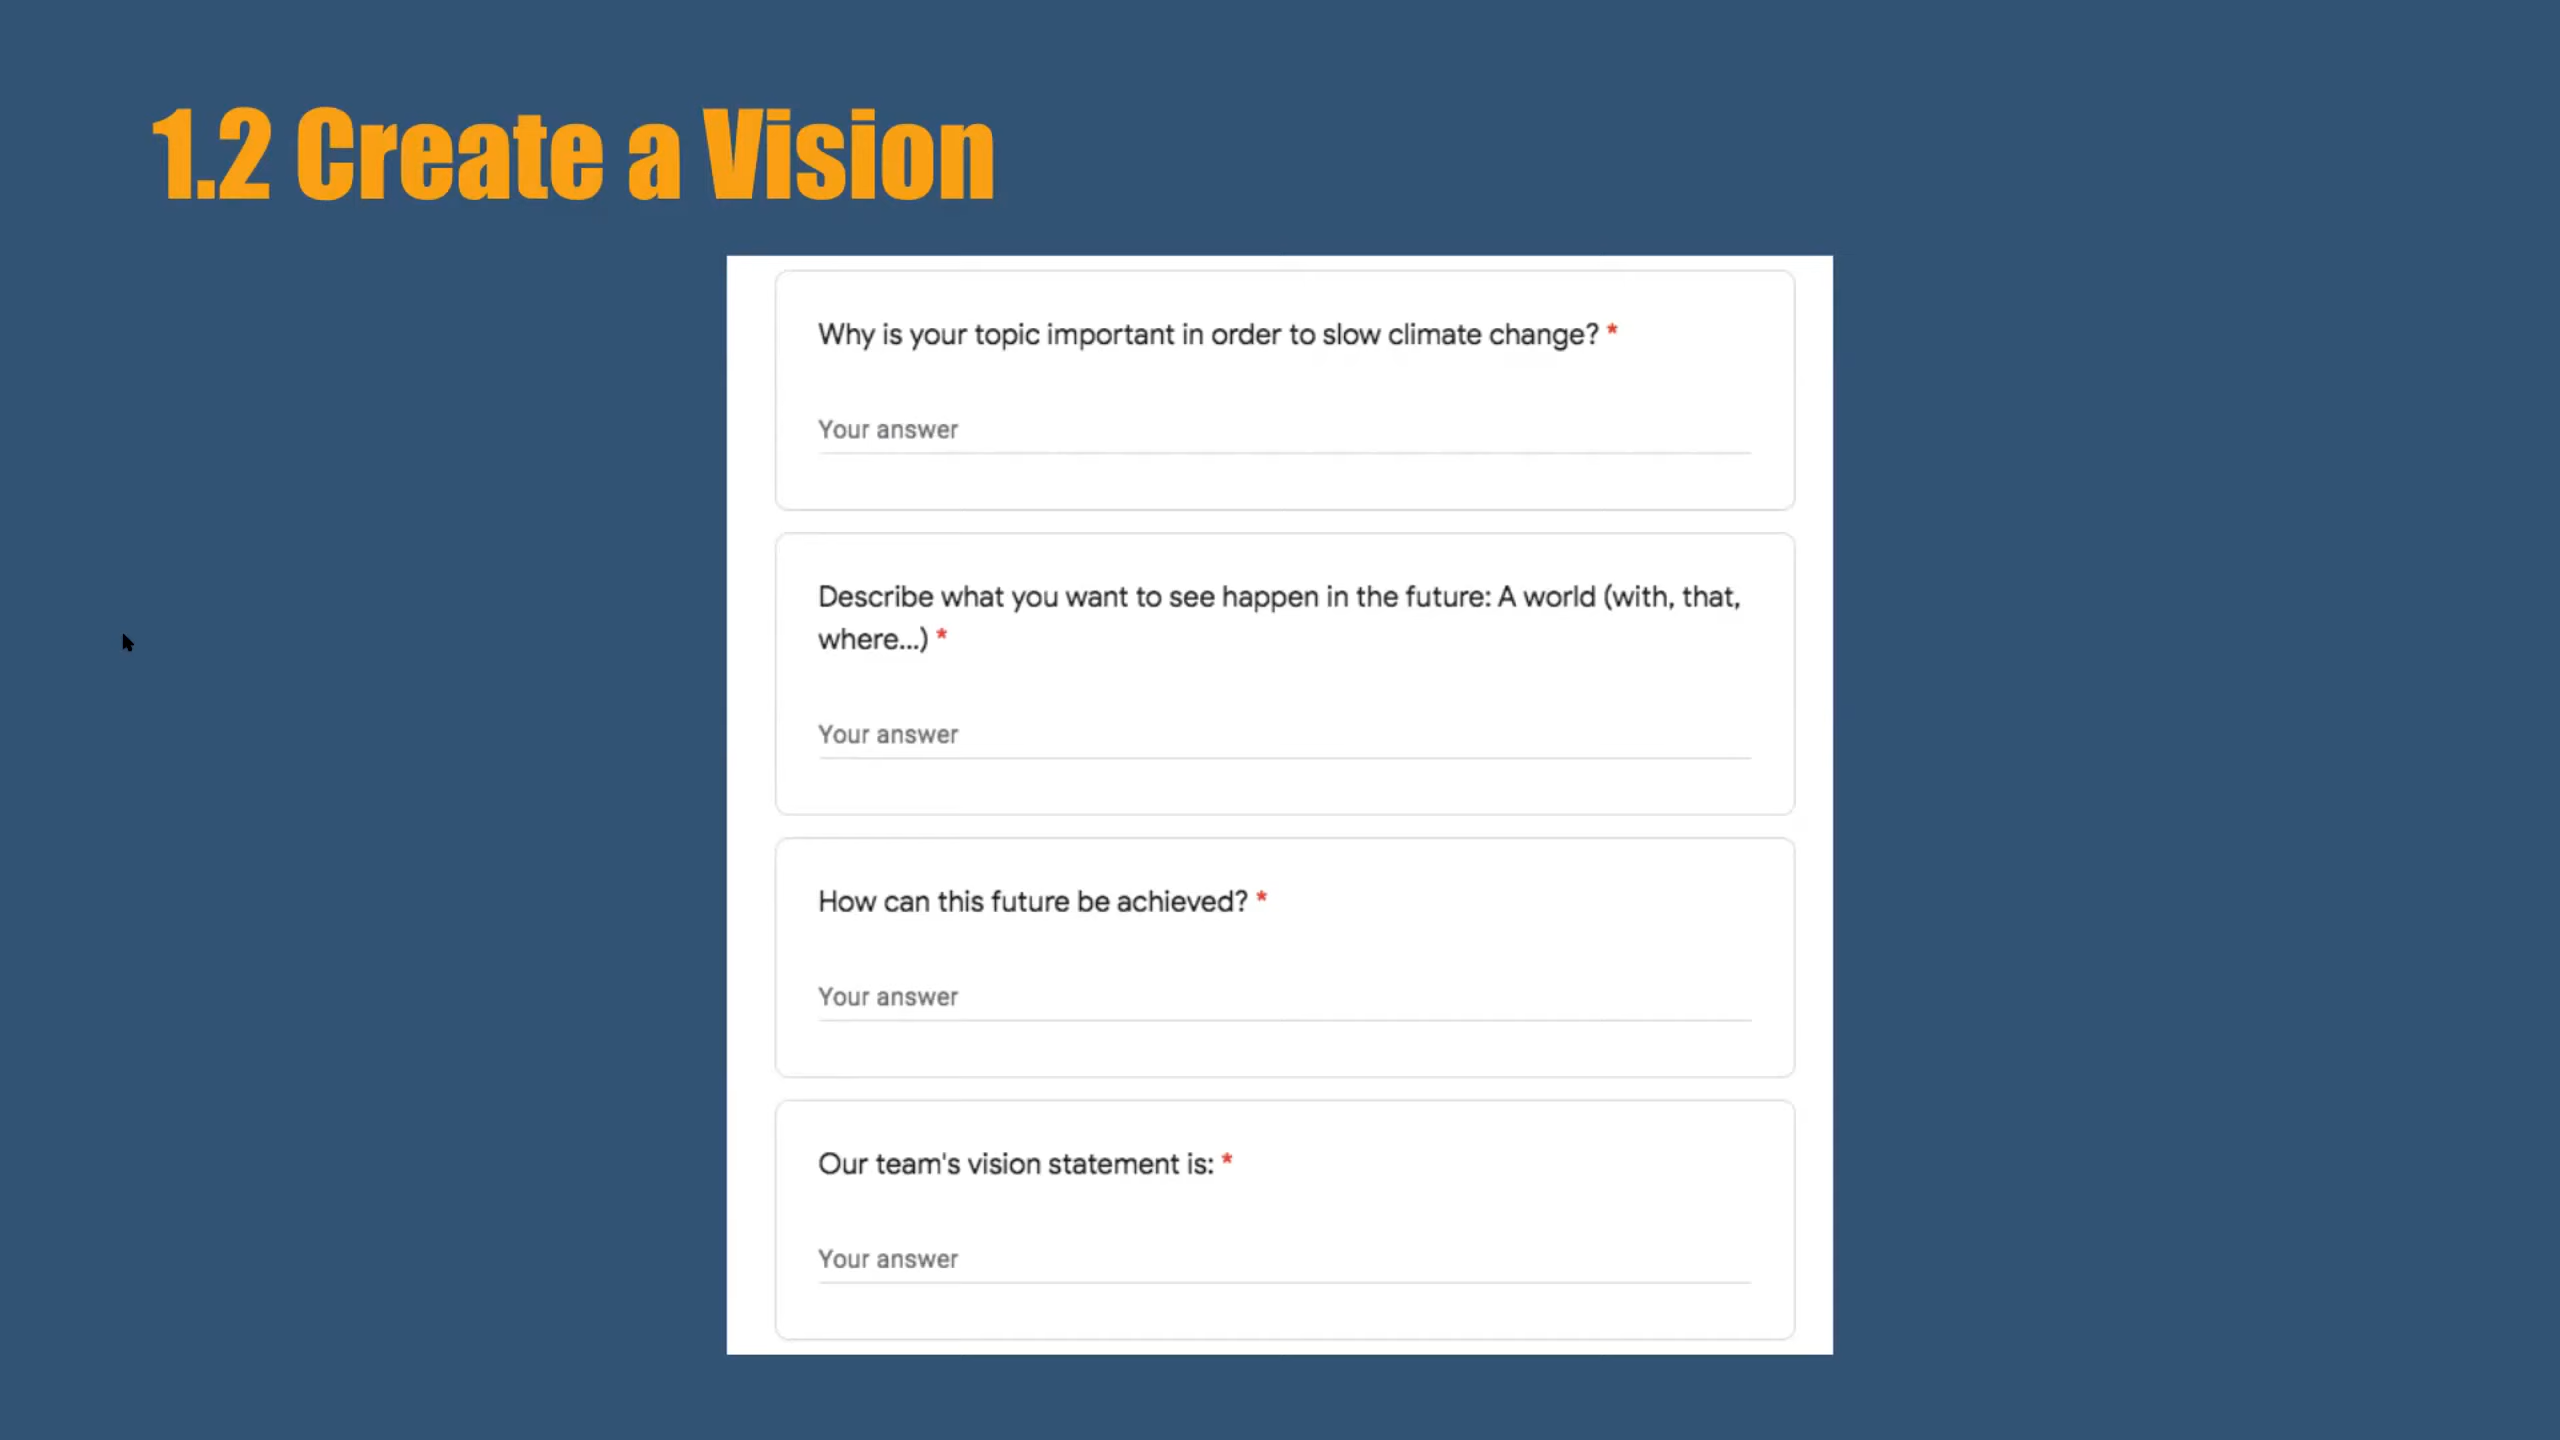 1.2 Create a Vision
Why is your topic important in order to slow climate change? *
Your answer
Describe what you want to see happen in the future: A world (with, that,
where...) *
Your answer
How can this future be achieved? *
Your answer
Our team's vision statement is: *
Your answer